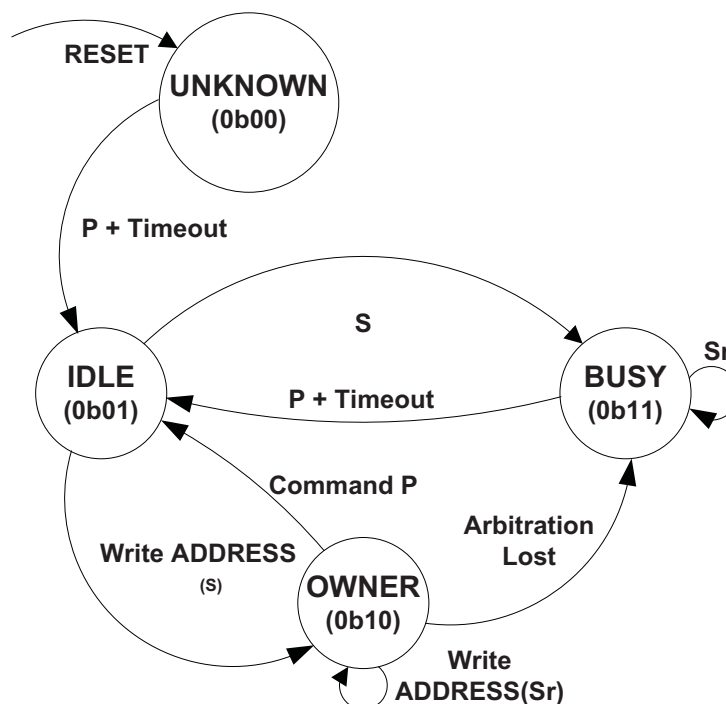 RESET
UNKNOWN
(0b00)
P + Timeout
S
Sr
IDLE
(0b01)
BUSY
(0b11)
P + Timeout
Command P
Arbitration
Lost
Write ADDRESS
(S)
OWNER
(0b10)
Write
ADDRESS(Sr)